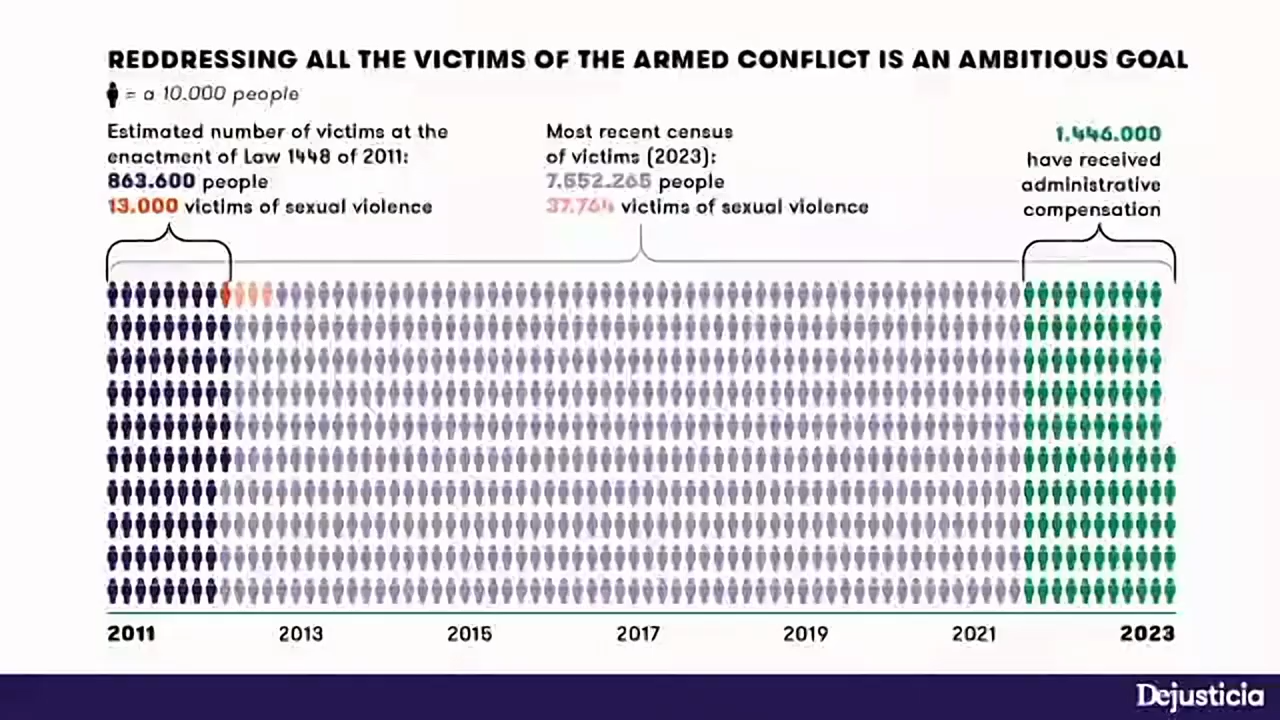 REDDRESSING ALL THE VICTIMS OF THE ARMED CONFLICT IS AN AMBITIOUS GOAL
= a 10.000 people
Estimated number of victims at the
enactment of Law 1448 of 2011:
863.600 people
13.000 victims of sexual violence
Most recent census
of victims (2023):
7.552.265 people
37.764 victims of sexual violence
1.446.000
have received
administrative
compensation
2011 2013 2015 2017 2019 2021 2023
Dejusticia